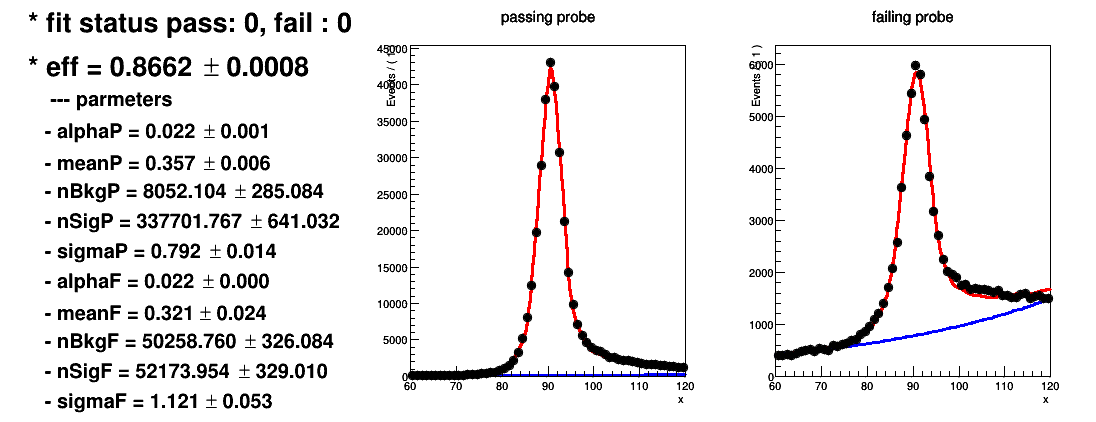 * fit status pass: 0, fail : 0
* eff = 0.8662 ± 0.0008
--- parmeters
- alphaP = 0.022 ± 0.001
- meanP = 0.357 ± 0.006
- nBkgP = 8052.104 ± 285.084
- nSigP = 337701.767 ± 641.032
- sigmaP = 0.792 ± 0.014
- alphaF = 0.022 ± 0.000
- meanF = 0.321 ± 0.024
- nBkgF = 50258.760 ± 326.084
- nSigF = 52173.954 ± 329.010
- sigmaF = 1.121 ± 0.053
passing probe
Events / ( 1 )
45000
40000
35000
30000
25000
20000
15000
10000
5000
0
60 70 80 90 100 110 120
x
failing probe
Events / ( 1 )
6000
5000
4000
3000
2000
1000
0
60 70 80 90 100 110 120
x